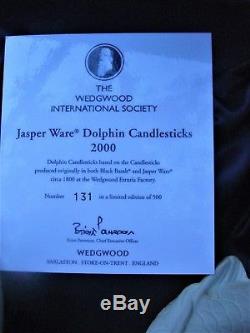 THE
WEDGWOOD
INTERNATIONAL SOCIETY
Jasper Ware® Dolphin Candlesticks
2000
Dolphin Candlesticks based on the Candlesticks
produced originally in both Black Basalt® and Jasper Ware®
circa 1800 at the Wedgwood Etruria Factory.
Number 131 in a limited edition of 500
Chief Executive Officer
WEDGWOOD
BARLASTON . STOKE-ON-TRENT . ENGLAND